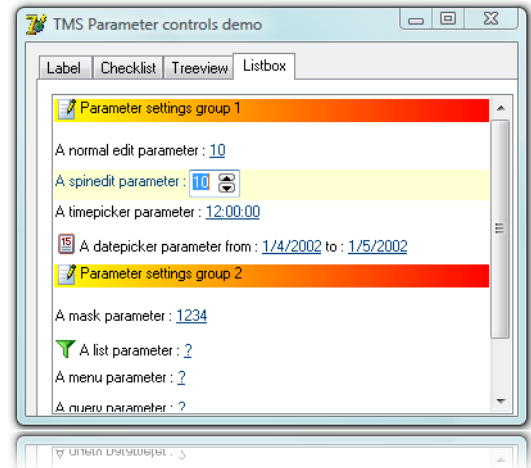 TMS Parameter controls demo
Label Checklist Treeview Listbox
Parameter settings group 1
A normal edit parameter : 10
A spinedit parameter : 10
A timepicker parameter : 12:00:00
15 A datepicker parameter from : 1/4/2002 to : 1/5/2002
Parameter settings group 2
A mask parameter : 1234
A list parameter : ?
A menu parameter : ?
A query parameter : ?